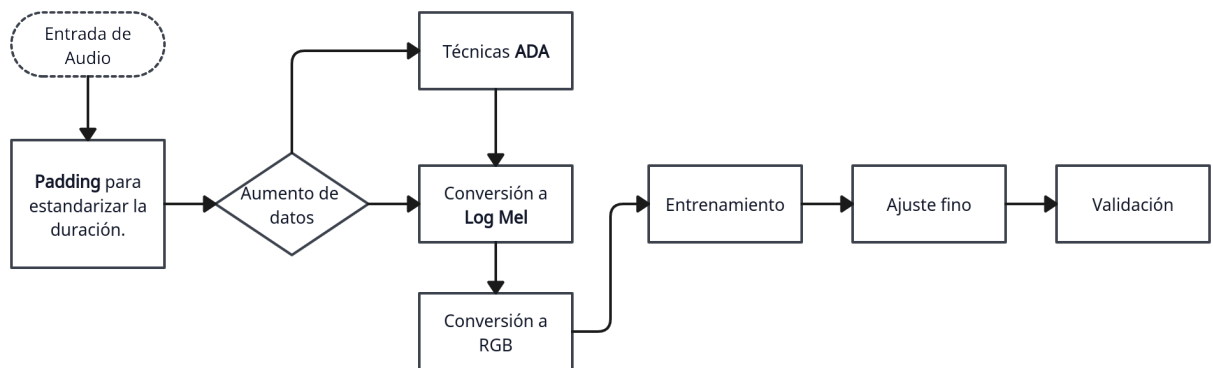 Entrada de
Audio
Técnicas ADA
Padding para
estandarizar la
duración.
Aumento de
datos
Conversión a
Log Mel
Entrenamiento
Ajuste fino
Validación
Conversión a
RGB